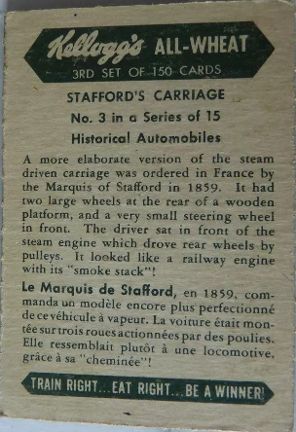 Kellogg's ALL-WHEAT
3RD SET OF 150 CARDS
STAFFORD'S CARRIAGE
No. 3 in a Series of 15
Historical Automobiles
A more elaborate version of the steam
driven carriage was ordered in France by
the Marquis of Stafford in 1859. It had
two large wheels at the rear of a wooden
platform, and a very small steering wheel
in front. The driver sat in front of the
steam engine which drove rear wheels by
pulleys. It looked like a railway engine
with its "smoke stack"!
Le Marquis de Stafford, en 1859, com-
manda un modèle encore plus perfectionné
de ce véhicule à vapeur. La voiture était mon-
tée sur trois roues actionnées par des poulies.
Elle ressemblait plutôt à une locomotive,
grâce à sa "cheminée"!
TRAIN RIGHT...EAT RIGHT...BE A WINNER!